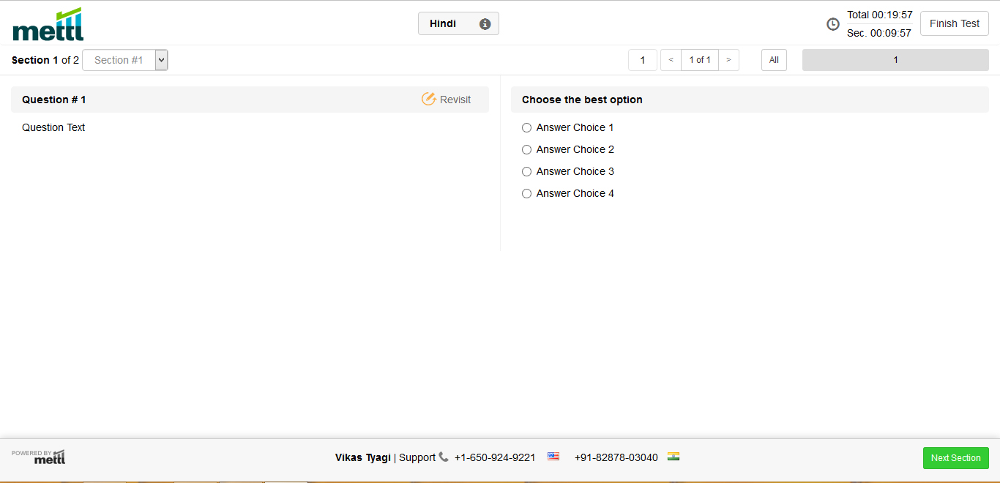 mettl
Hindi
Total 00:19:57
Sec. 00:09:57
Finish Test
Section 1 of 2 Section #1
1 < 1 of 1 > All 1
Question # 1 Revisit
Question Text
Choose the best option
Answer Choice 1
Answer Choice 2
Answer Choice 3
Answer Choice 4
POWERED BY mettl
Vikas Tyagi | Support +1-650-924-9221 +91-82878-03040
Next Section